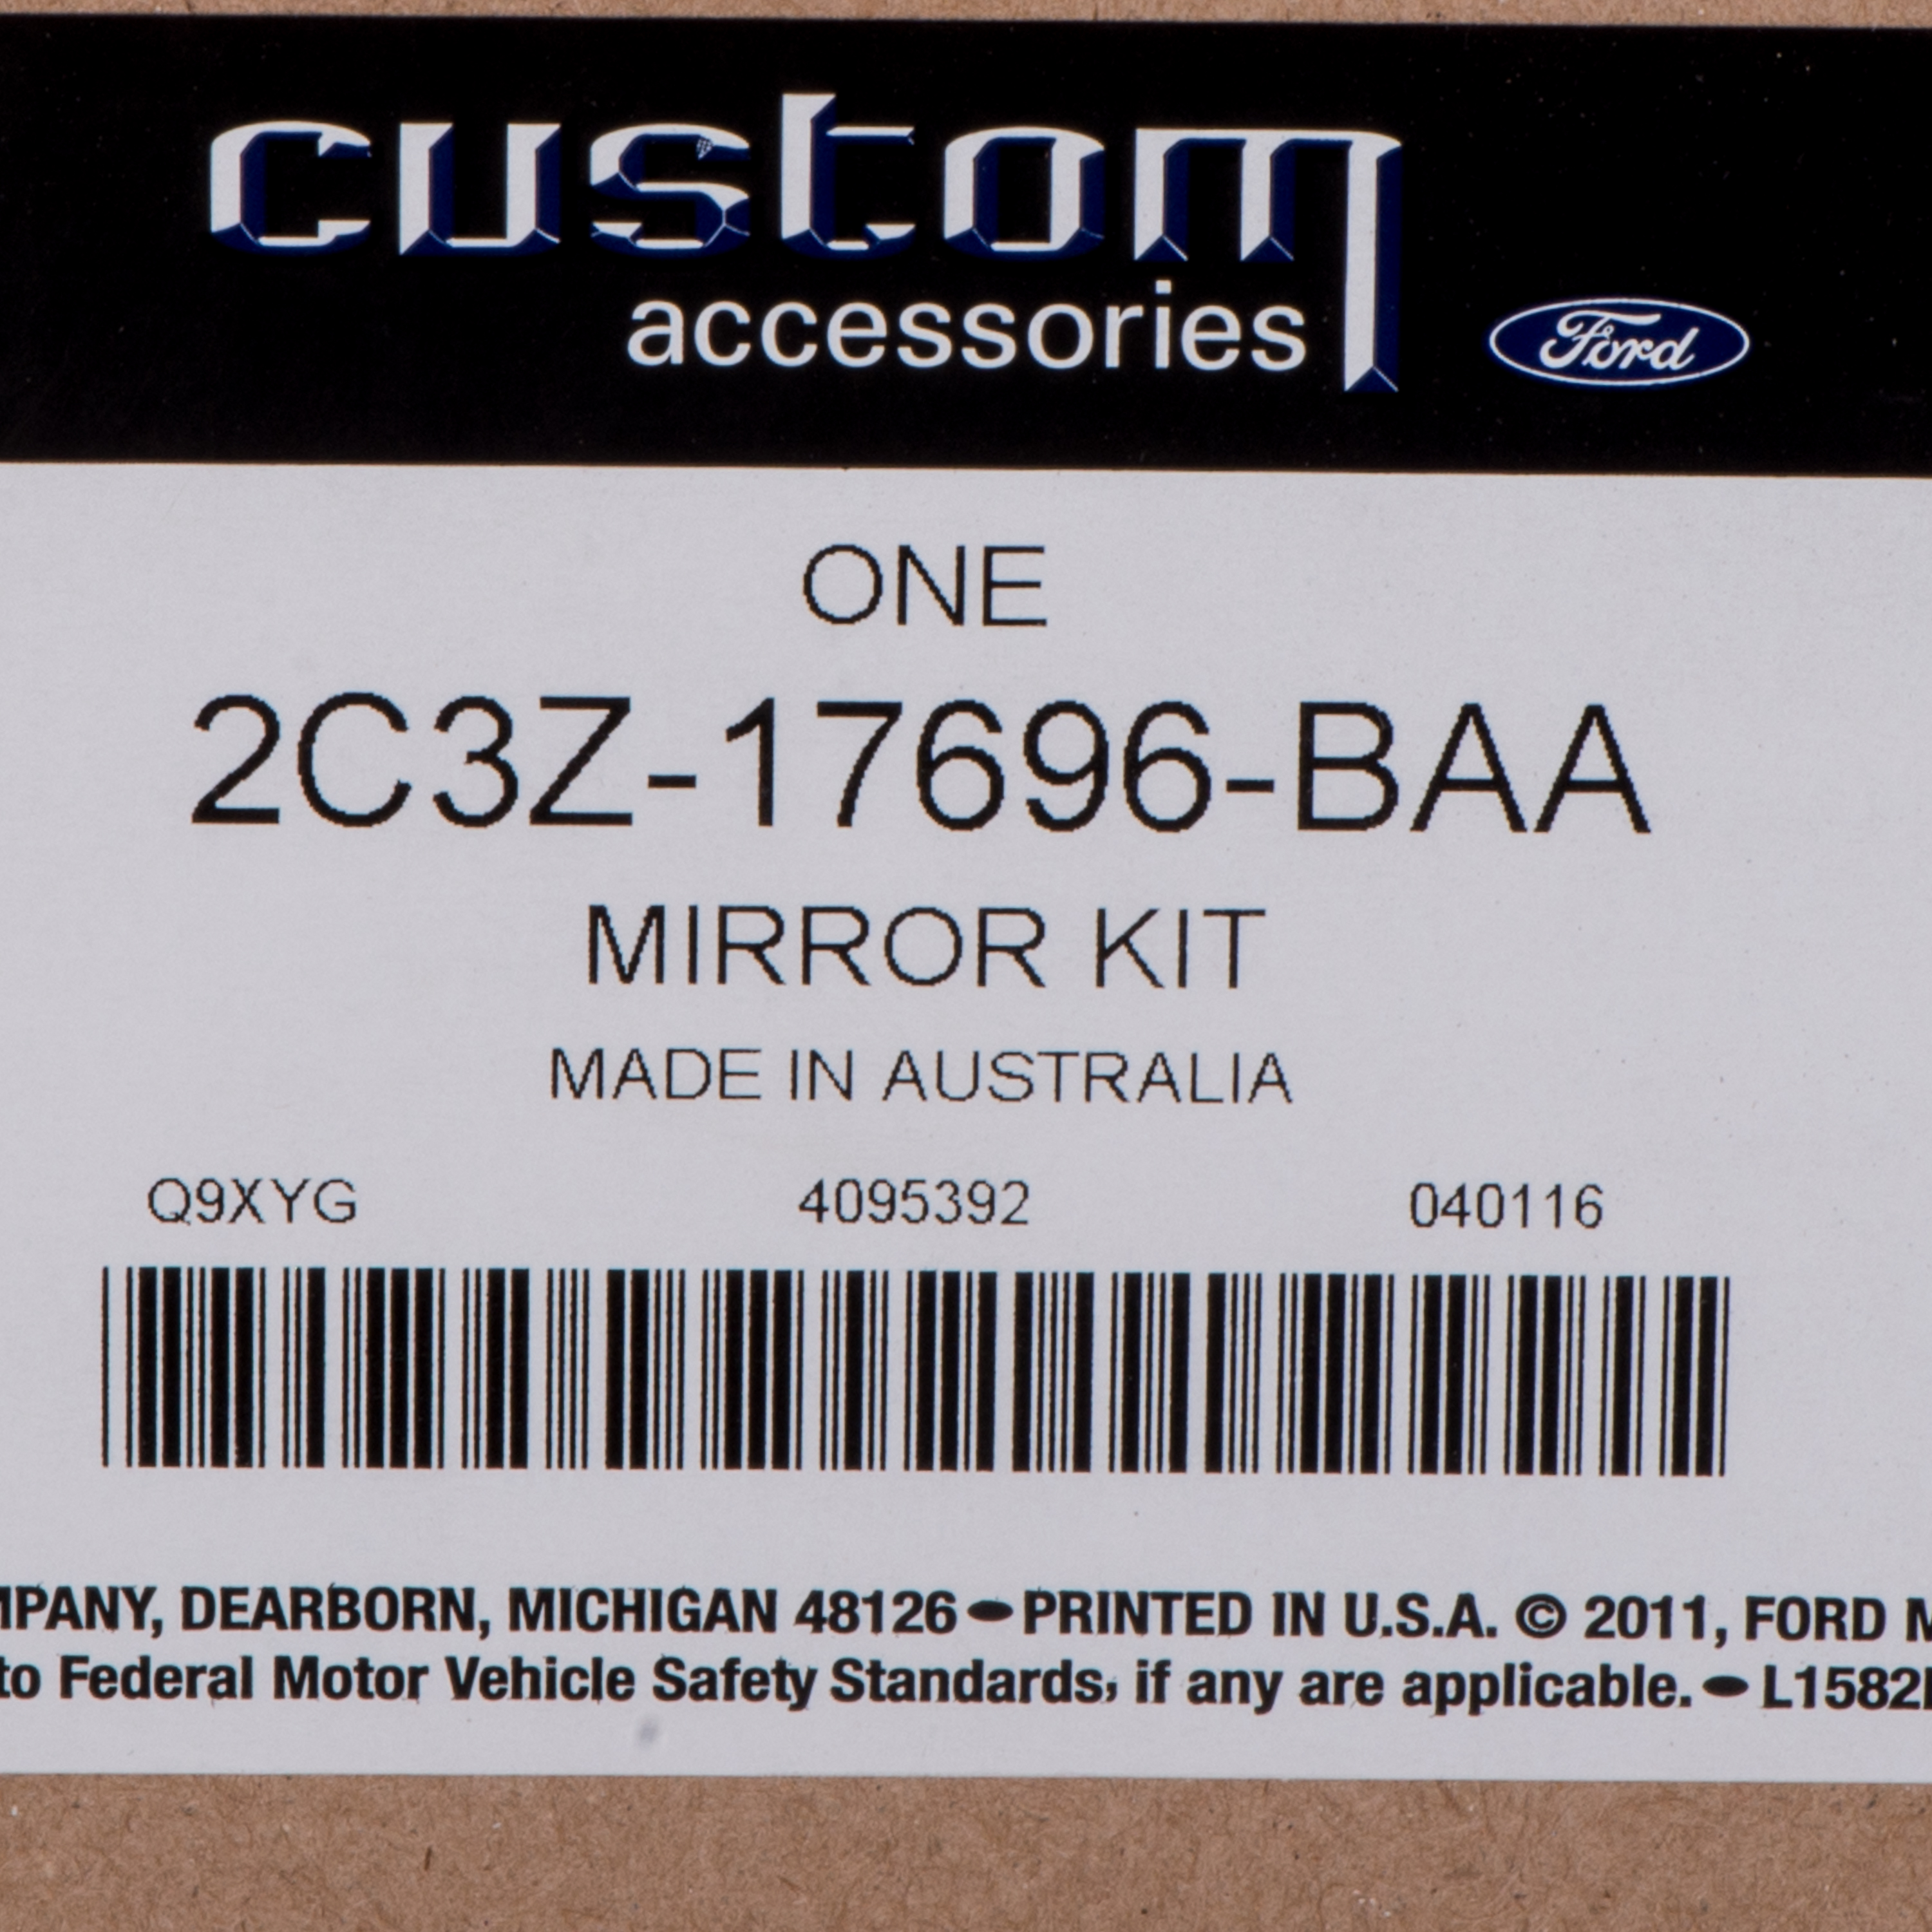 custom
accessories
Ford
ONE
2C3Z-17696-BAA
MIRROR KIT
MADE IN AUSTRALIA
Q9XYG 4095392 040116
MPANY, DEARBORN, MICHIGAN 48126 • PRINTED IN U.S.A. © 2011, FORD M
to Federal Motor Vehicle Safety Standards, if any are applicable. • L1582